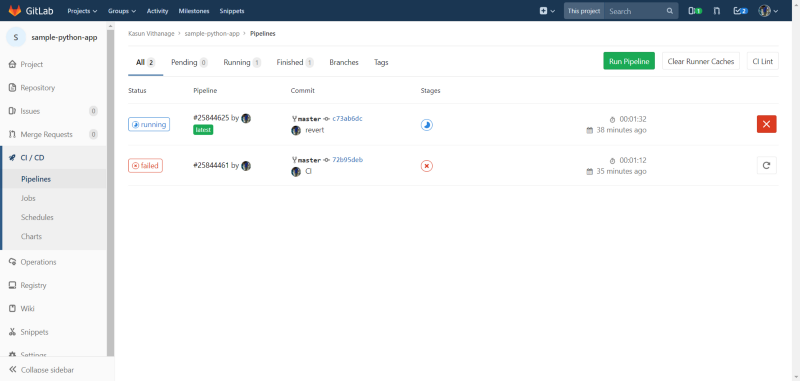 GitLab Projects Groups Activity Milestones Snippets This project Search 1 2
S sample-python-app
Project
Repository
Issues 0
Merge Requests 0
CI / CD
Pipelines
Jobs
Schedules
Charts
Operations
Registry
Wiki
Snippets
Settings
Collapse sidebar
Kasun Vithanage > sample-python-app > Pipelines
All 2 Pending 0 Running 1 Finished 1 Branches Tags Run Pipeline Clear Runner Caches CI Lint
Status Pipeline Commit Stages
running #25844625 by master c73ab6dc 00:01:32
latest revert 38 minutes ago
failed #25844461 by master 72b95deb 00:01:12
CI 35 minutes ago